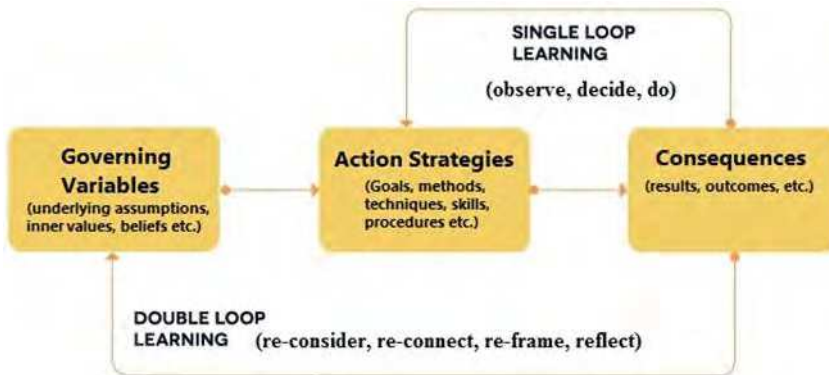 SINGLE LOOP
LEARNING
(observe, decide, do)
Governing
Variables
(underlying assumptions,
inner values, beliefs etc.)
Action Strategies
(Goals, methods,
techniques, skills,
procedures etc.)
Consequences
(results, outcomes, etc.)
DOUBLE LOOP
LEARNING (re-consider, re-connect, re-frame, reflect)